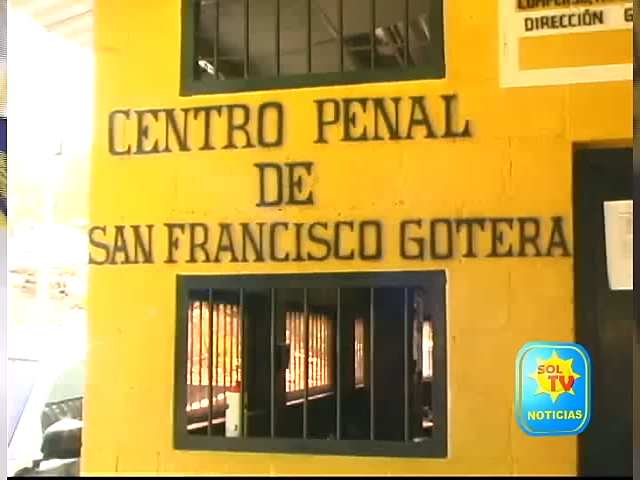 DIRECCIÓN G
CENTRO PENAL
DE
SAN FRANCISCO GOTERA
SOL
TV
NOTICIAS